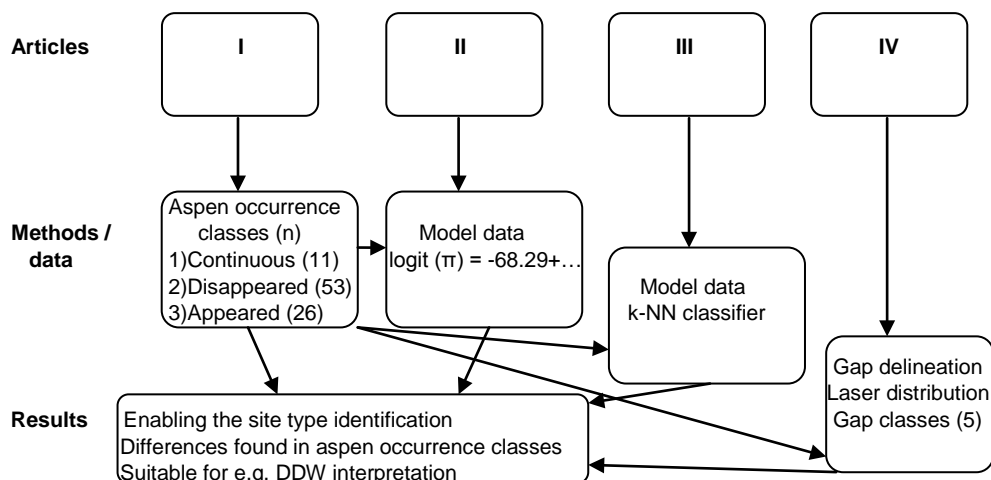 Articles
I
II
III
IV
Methods /
data
Aspen occurrence
classes (n)
1)Continuous (11)
2)Disappeared (53)
3)Appeared (26)
Model data
logit (π) = -68.29+…
Model data
k-NN classifier
Gap delineation
Laser distribution
Gap classes (5)
Results
Enabling the site type identification
Differences found in aspen occurrence classes
Suitable for e.g. DDW interpretation